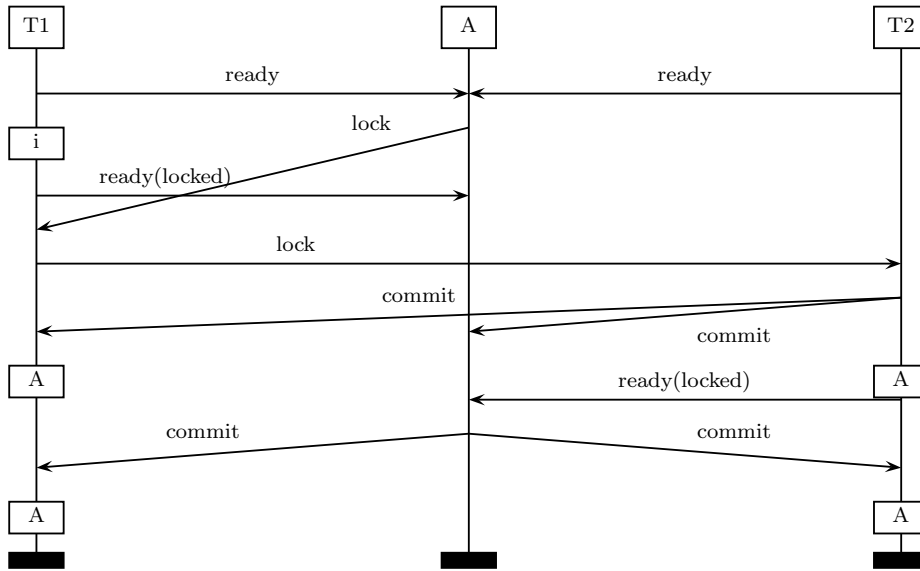 T1 A T2
ready ready
lock
i
ready(locked)
lock
commit
commit
A ready(locked) A
commit commit
A A